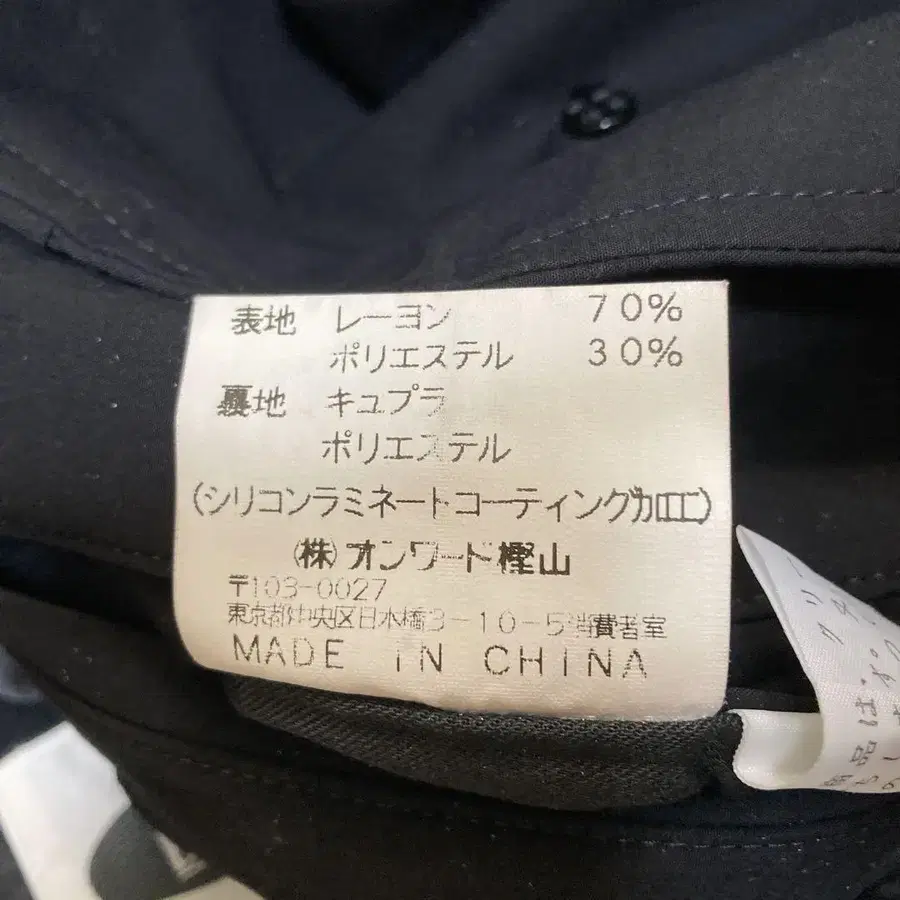 表地 レーヨン 70%
ポリエステル 30%
裏地 キュプラ
ポリエステル
(シリコンラミネートコーティング加工)
(株)オンワード樫山
〒103-0027
東京都中央区日本橋3-10-5消費者室
MADE IN CHINA